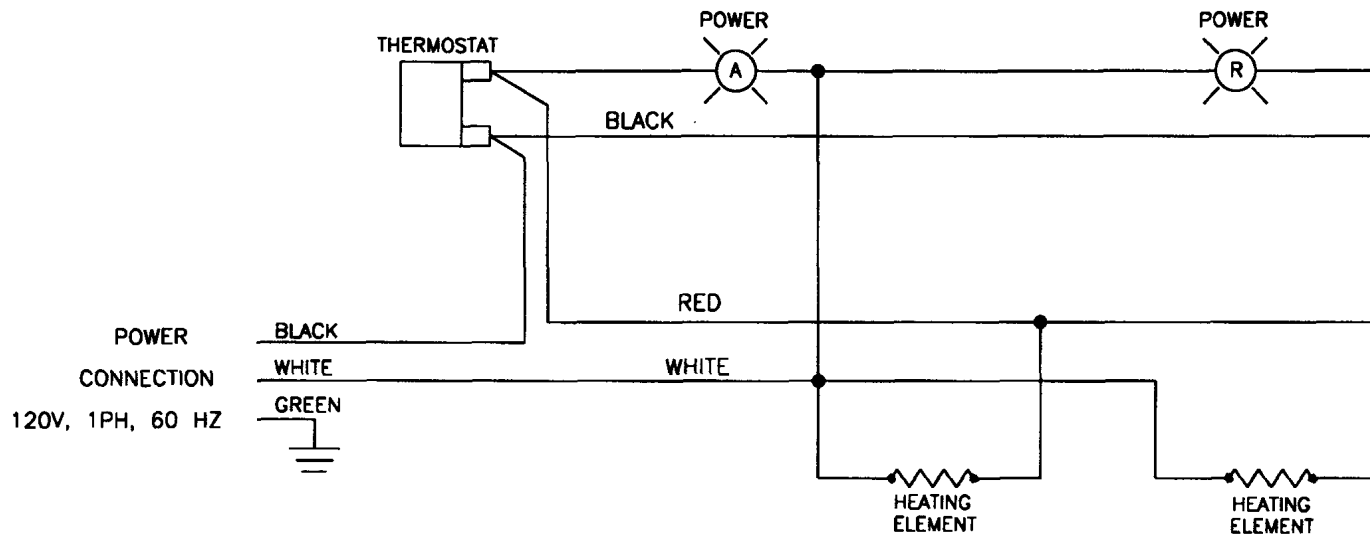 POWER
POWER
THERMOSTAT
A
R
BLACK
RED
POWER
BLACK
CONNECTION
WHITE
WHITE
120V, 1PH, 60 HZ
GREEN
HEATING
ELEMENT
HEATING
ELEMENT